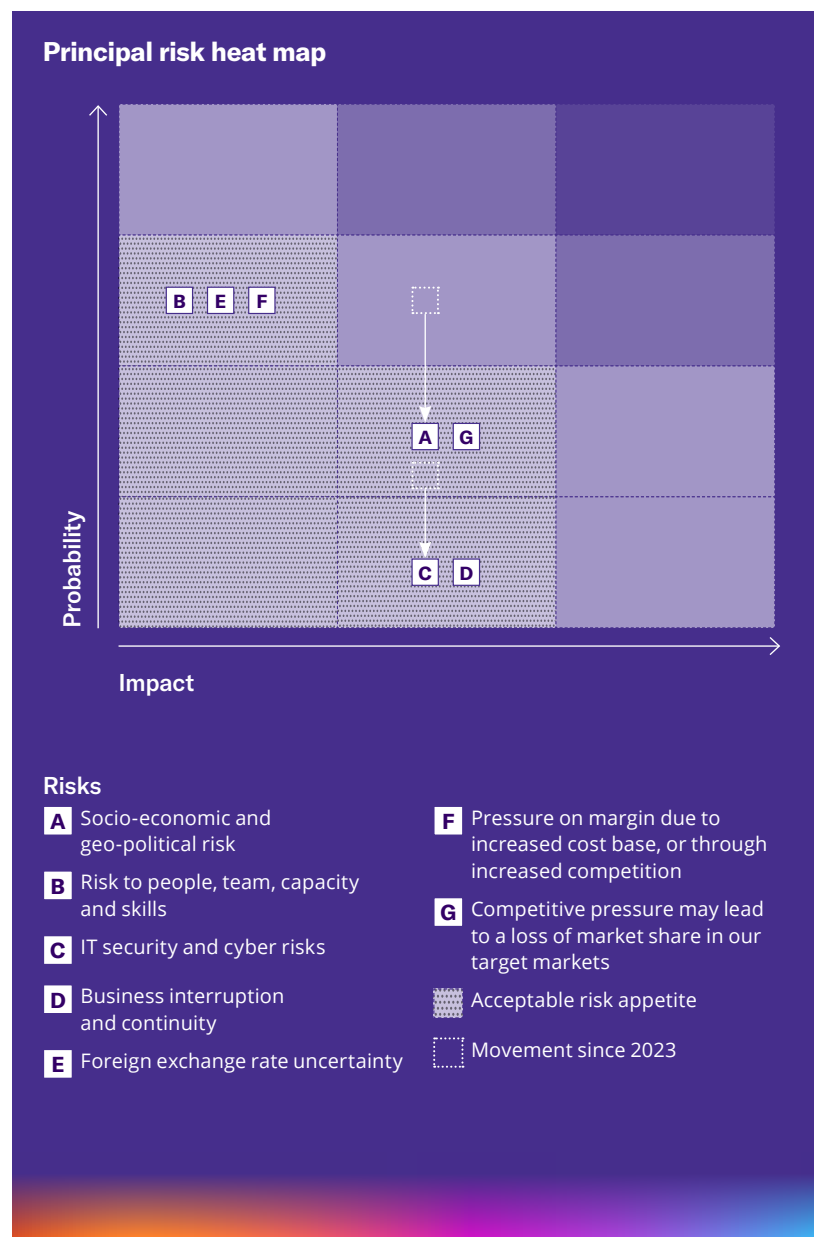 Principal risk heat map
B E F
A G
C D
Probability
Impact
Risks
A Socio-economic and
geo-political risk
B Risk to people, team, capacity
and skills
C IT security and cyber risks
D Business interruption
and continuity
E Foreign exchange rate uncertainty
F Pressure on margin due to
increased cost base, or through
increased competition
G Competitive pressure may lead
to a loss of market share in our
target markets
Acceptable risk appetite
Movement since 2023